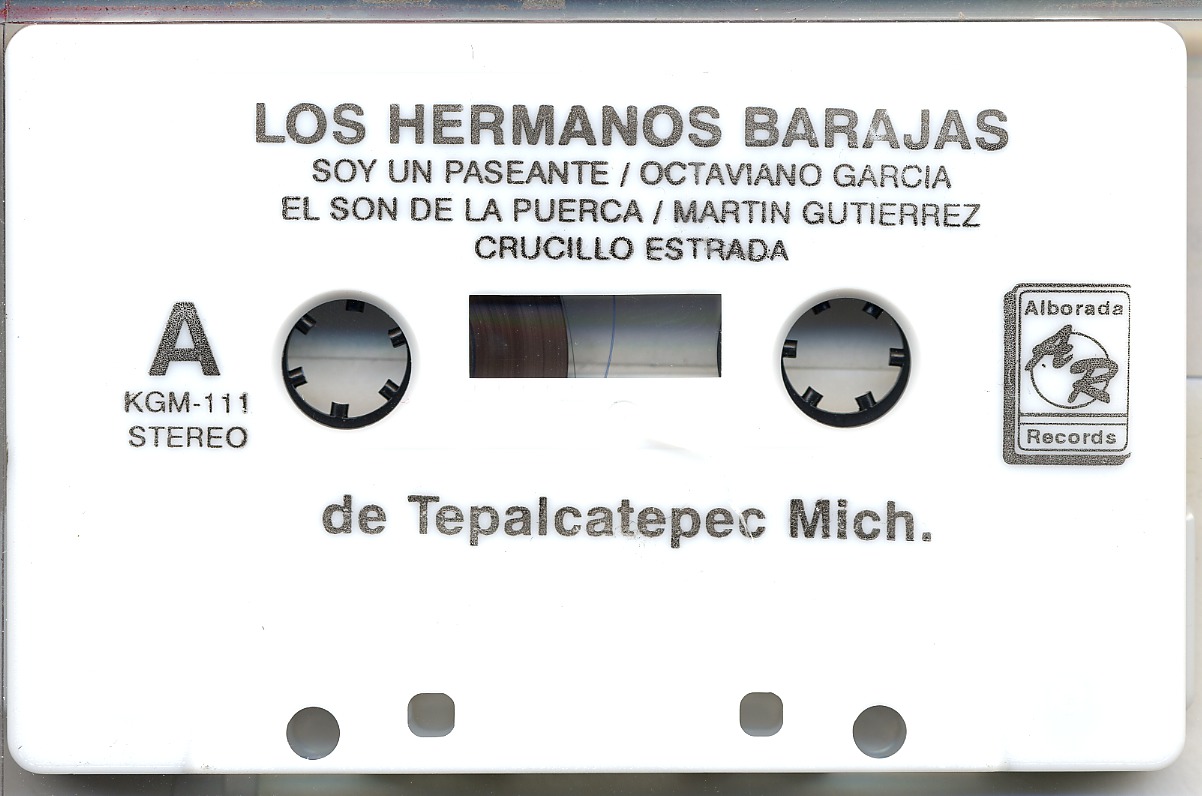 LOS HERMANOS BARAJAS
SOY UN PASEANTE / OCTAVIANO GARCIA
EL SON DE LA PUERCA / MARTIN GUTIERREZ
CRUCILLO ESTRADA
A
KGM-111
STEREO
Alborada
AR
Records
de Tepalcatepec Mich.